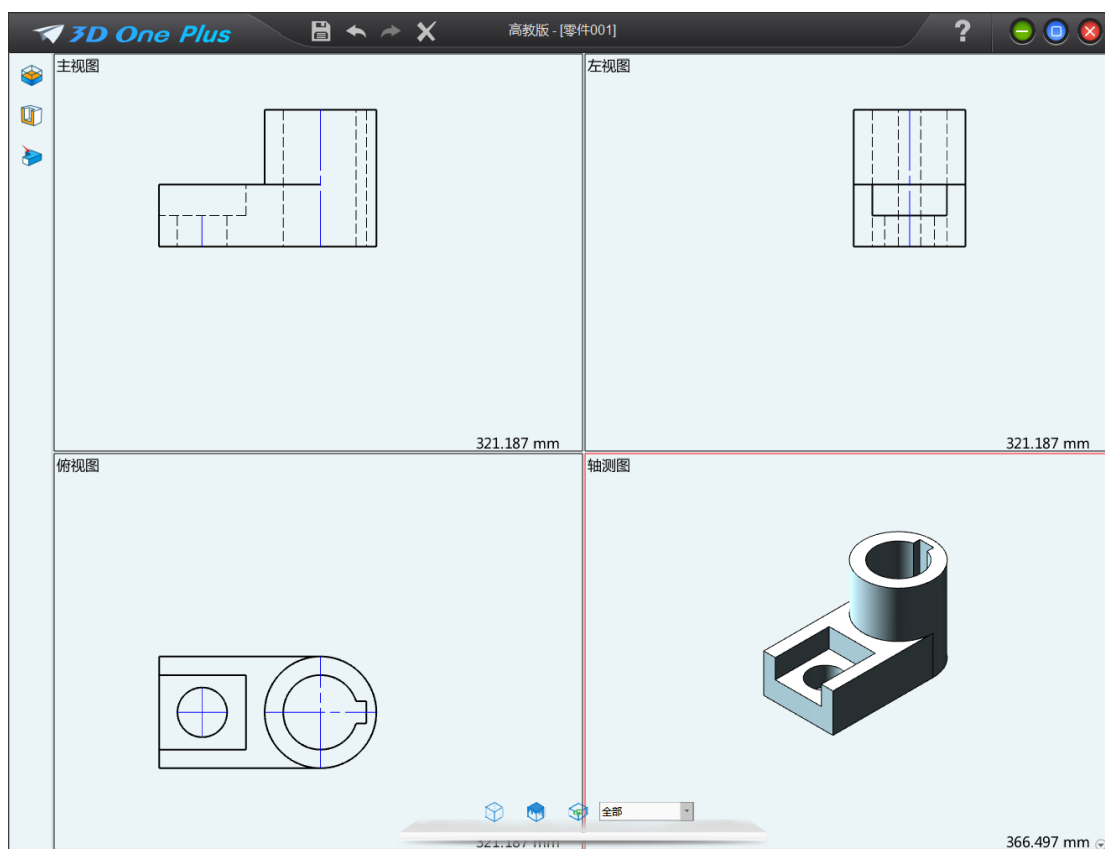 3D One Plus
高教版 - [零件001]
?
主视图
左视图
321.187 mm
321.187 mm
俯视图
轴测图
全部
321.187 mm
366.497 mm